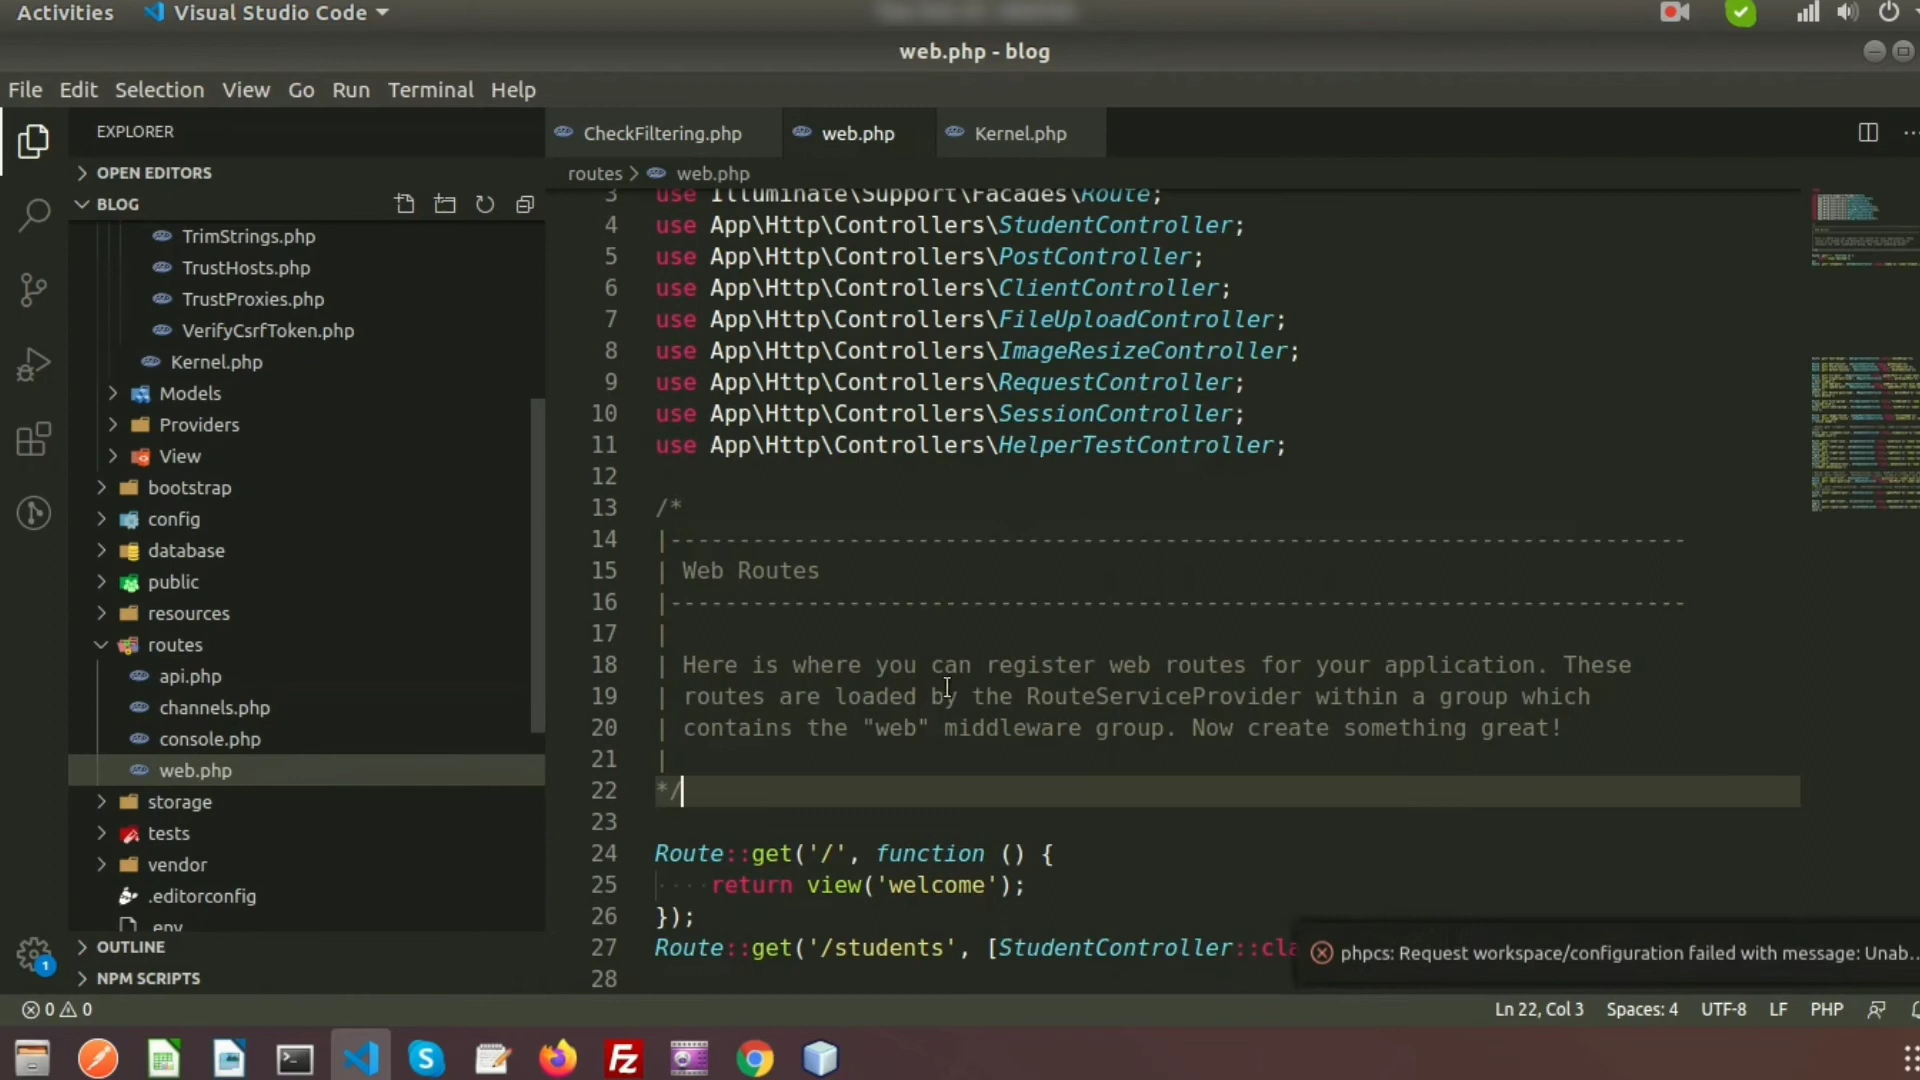 Activities
Visual Studio Code
web.php - blog
File Edit Selection View Go Run Terminal Help
EXPLORER
OPEN EDITORS
BLOG
TrimStrings.php
TrustHosts.php
TrustProxies.php
VerifyCsrfToken.php
Kernel.php
Models
Providers
View
bootstrap
config
database
public
resources
routes
api.php
channels.php
console.php
web.php
storage
tests
vendor
.editorconfig
.env
OUTLINE
NPM SCRIPTS
1
CheckFiltering.php
web.php
Kernel.php
routes > web.php
3 use Illuminate\Support\Facades\Route;
4 use App\Http\Controllers\StudentController;
5 use App\Http\Controllers\PostController;
6 use App\Http\Controllers\ClientController;
7 use App\Http\Controllers\FileUploadController;
8 use App\Http\Controllers\ImageResizeController;
9 use App\Http\Controllers\RequestController;
10 use App\Http\Controllers\SessionController;
11 use App\Http\Controllers\HelperTestController;
12
13 /*
14 |--------------------------------------------------------------------------
15 | Web Routes
16 |--------------------------------------------------------------------------
17 |
18 | Here is where you can register web routes for your application. These
19 | routes are loaded by the RouteServiceProvider within a group which
20 | contains the "web" middleware group. Now create something great!
21 |
22 */
23
24 Route::get('/', function () {
25 ····return view('welcome');
26 });
27 Route::get('/students', [StudentController::cla
28
phpcs: Request workspace/configuration failed with message: Unab...
0 0
Ln 22, Col 3 Spaces: 4 UTF-8 LF PHP